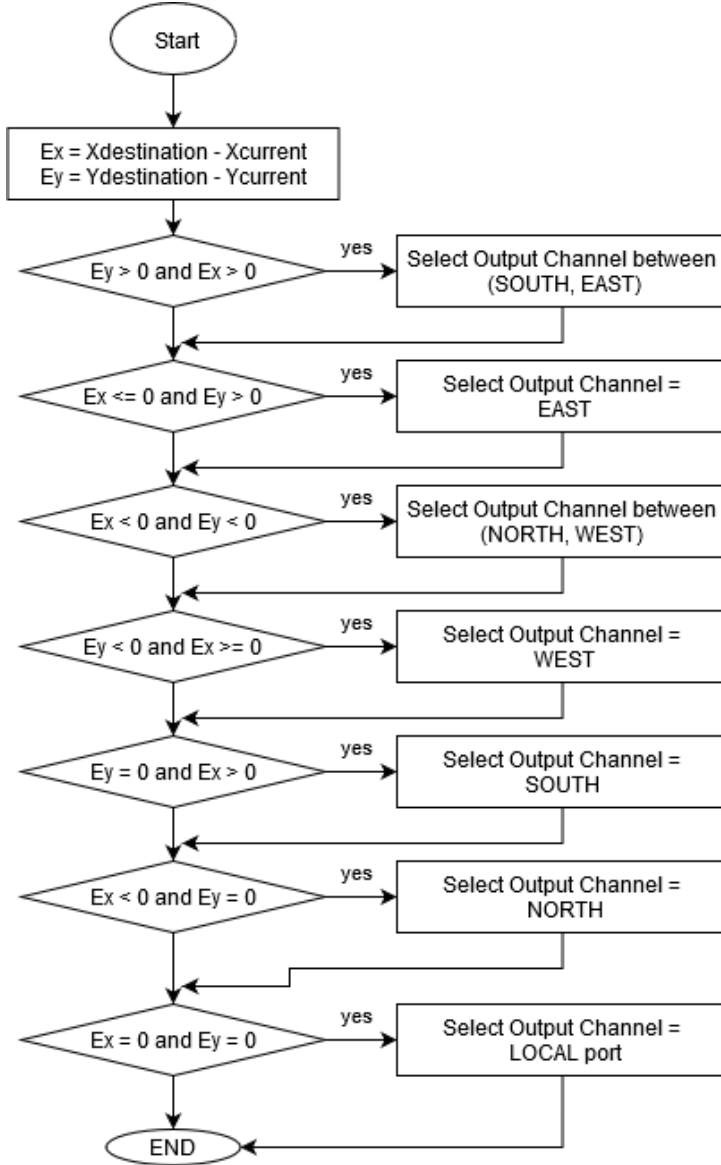 Start
Ex = Xdestination - Xcurrent
Ey = Ydestination - Ycurrent
Ey > 0 and Ex > 0
yes
Select Output Channel between
(SOUTH, EAST)
Ex <= 0 and Ey > 0
yes
Select Output Channel =
EAST
Ex < 0 and Ey < 0
yes
Select Output Channel between
(NORTH, WEST)
Ey < 0 and Ex >= 0
yes
Select Output Channel =
WEST
Ey = 0 and Ex > 0
yes
Select Output Channel =
SOUTH
Ex < 0 and Ey = 0
yes
Select Output Channel =
NORTH
Ex = 0 and Ey = 0
yes
Select Output Channel =
LOCAL port
END